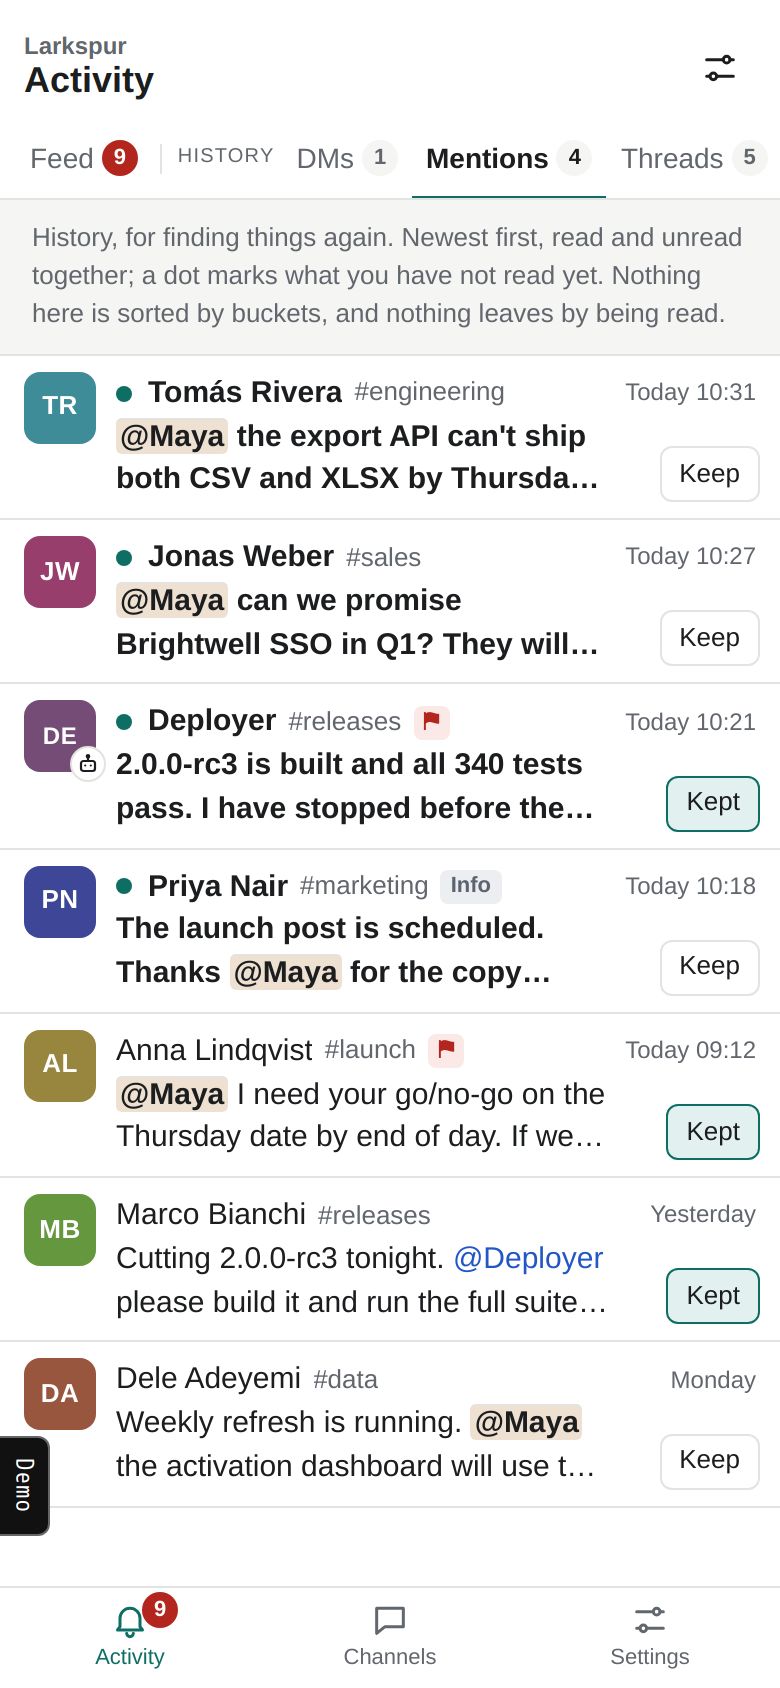 Larkspur
Activity
Feed 9 HISTORY DMs 1 Mentions 4 Threads 5
History, for finding things again. Newest first, read and unread
together; a dot marks what you have not read yet. Nothing
here is sorted by buckets, and nothing leaves by being read.
TR Tomás Rivera #engineering Today 10:31
@Maya the export API can't ship
both CSV and XLSX by Thursda…
Keep
JW Jonas Weber #sales Today 10:27
@Maya can we promise
Brightwell SSO in Q1? They will…
Keep
DE Deployer #releases Today 10:21
2.0.0-rc3 is built and all 340 tests
pass. I have stopped before the…
Kept
PN Priya Nair #marketing Info Today 10:18
The launch post is scheduled.
Thanks @Maya for the copy…
Keep
AL Anna Lindqvist #launch Today 09:12
@Maya I need your go/no-go on the
Thursday date by end of day. If we…
Kept
MB Marco Bianchi #releases Yesterday
Cutting 2.0.0-rc3 tonight. @Deployer
please build it and run the full suite…
Kept
DA Dele Adeyemi #data Monday
Weekly refresh is running. @Maya
the activation dashboard will use t…
Keep
Demo
9
Activity Channels Settings